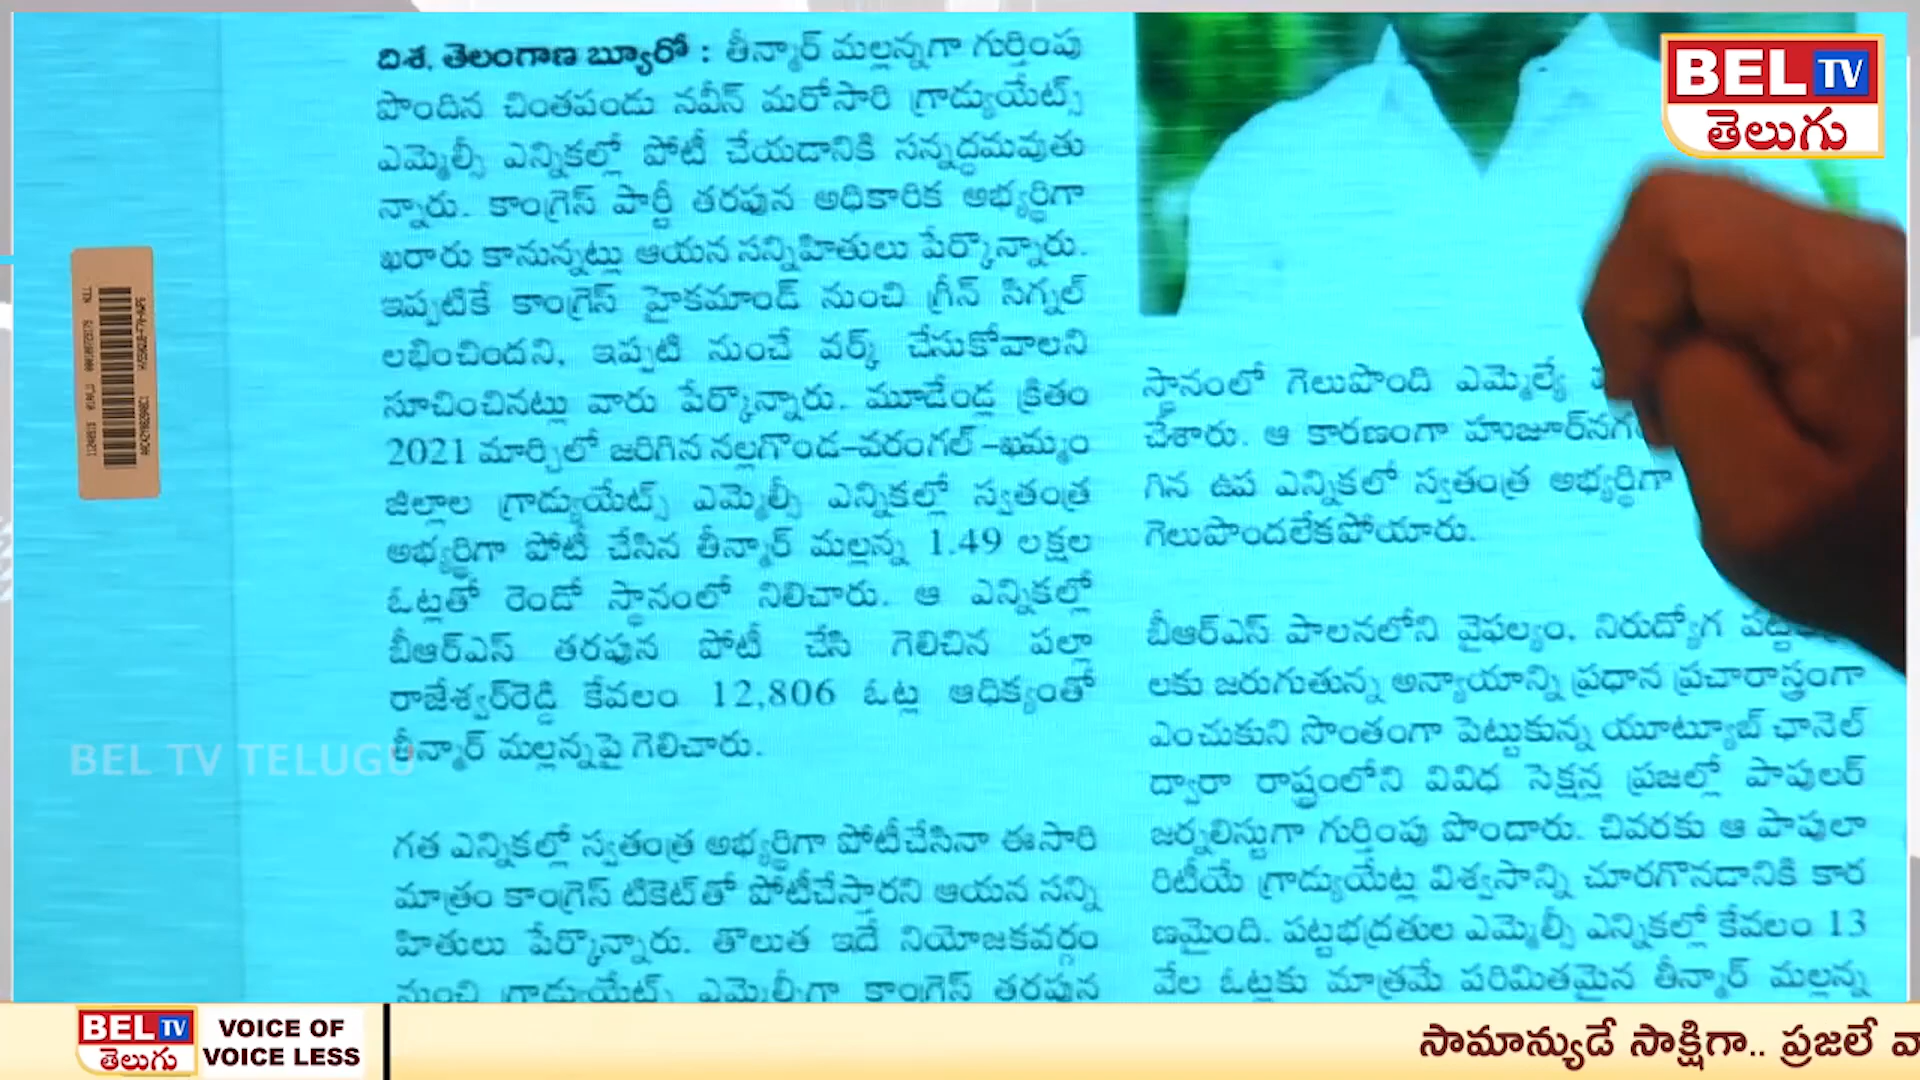 దిశ, తెలంగాణ బ్యూరో : తీన్మార్ మల్లన్నగా గుర్తింపు
పొందిన చింతపండు నవీన్ మరోసారి గ్రాడ్యుయేట్స్
ఎమ్మెల్సీ ఎన్నికల్లో పోటీ చేయడానికి సన్నద్ధమవుతు
న్నారు. కాంగ్రెస్ పార్టీ తరఫున అధికారిక అభ్యర్థిగా
ఖరారు కానున్నట్లు ఆయన సన్నిహితులు పేర్కొన్నారు.
ఇప్పటికే కాంగ్రెస్ హైకమాండ్ నుంచి గ్రీన్ సిగ్నల్
లభించిందని, ఇప్పటి నుంచే వర్క్ చేసుకోవాలని
సూచించినట్లు వారు పేర్కొన్నారు. మూడేండ్ల క్రితం
2021 మార్చిలో జరిగిన నల్లగొండ-వరంగల్-ఖమ్మం
జిల్లాల గ్రాడ్యుయేట్స్ ఎమ్మెల్సీ ఎన్నికల్లో స్వతంత్ర
అభ్యర్థిగా పోటీ చేసిన తీన్మార్ మల్లన్న 1.49 లక్షల
ఓట్లతో రెండో స్థానంలో నిలిచారు. ఆ ఎన్నికల్లో
బీఆర్ఎస్ తరఫున పోటీ చేసి గెలిచిన పల్లా
రాజేశ్వర్‌రెడ్డి కేవలం 12,806 ఓట్ల ఆధిక్యంతో
తీన్మార్ మల్లన్నపై గెలిచారు.
గత ఎన్నికల్లో స్వతంత్ర అభ్యర్థిగా పోటీచేసినా ఈసారి
మాత్రం కాంగ్రెస్ టికెట్‌తో పోటీచేస్తారని ఆయన సన్ని
హితులు పేర్కొన్నారు. తొలుత ఇదే నియోజకవర్గం
నుంచి గ్రాడ్యుయేట్స్ ఎమ్మెల్సీగా కాంగ్రెస్ తరఫున
స్థానంలో గెలుపొంది ఎమ్మెల్యే
చేశారు. ఆ కారణంగా హుజూర్‌నగ
గిన ఉప ఎన్నికలో స్వతంత్ర అభ్యర్థిగా
గెలుపొందలేకపోయారు.
బీఆర్ఎస్ పాలనలోని వైఫల్యం, నిరుద్యోగ
లకు జరుగుతున్న అన్యాయాన్ని ప్రధాన ప్రచారాస్త్రంగా
ఎంచుకుని సొంతంగా పెట్టుకున్న యూట్యూబ్ ఛానెల్
ద్వారా రాష్ట్రంలోని వివిధ సెక్షన్ల ప్రజల్లో పాపులర్
జర్నలిస్టుగా గుర్తింపు పొందారు. చివరకు ఆ పాపులా
రిటీయే గ్రాడ్యుయేట్ల విశ్వసాన్ని చూరగొనడానికి కార
ణమైంది. పట్టభద్రతుల ఎమ్మెల్సీ ఎన్నికల్లో కేవలం 13
వేల ఓట్లకు మాత్రమే పరిమితమైన తీన్మార్ మల్లన్న
BEL TV
తెలుగు
BEL TV TELUGU
BEL TV
తెలుగు
VOICE OF
VOICE LESS
సామాన్యుడే సాక్షిగా.. ప్రజలే